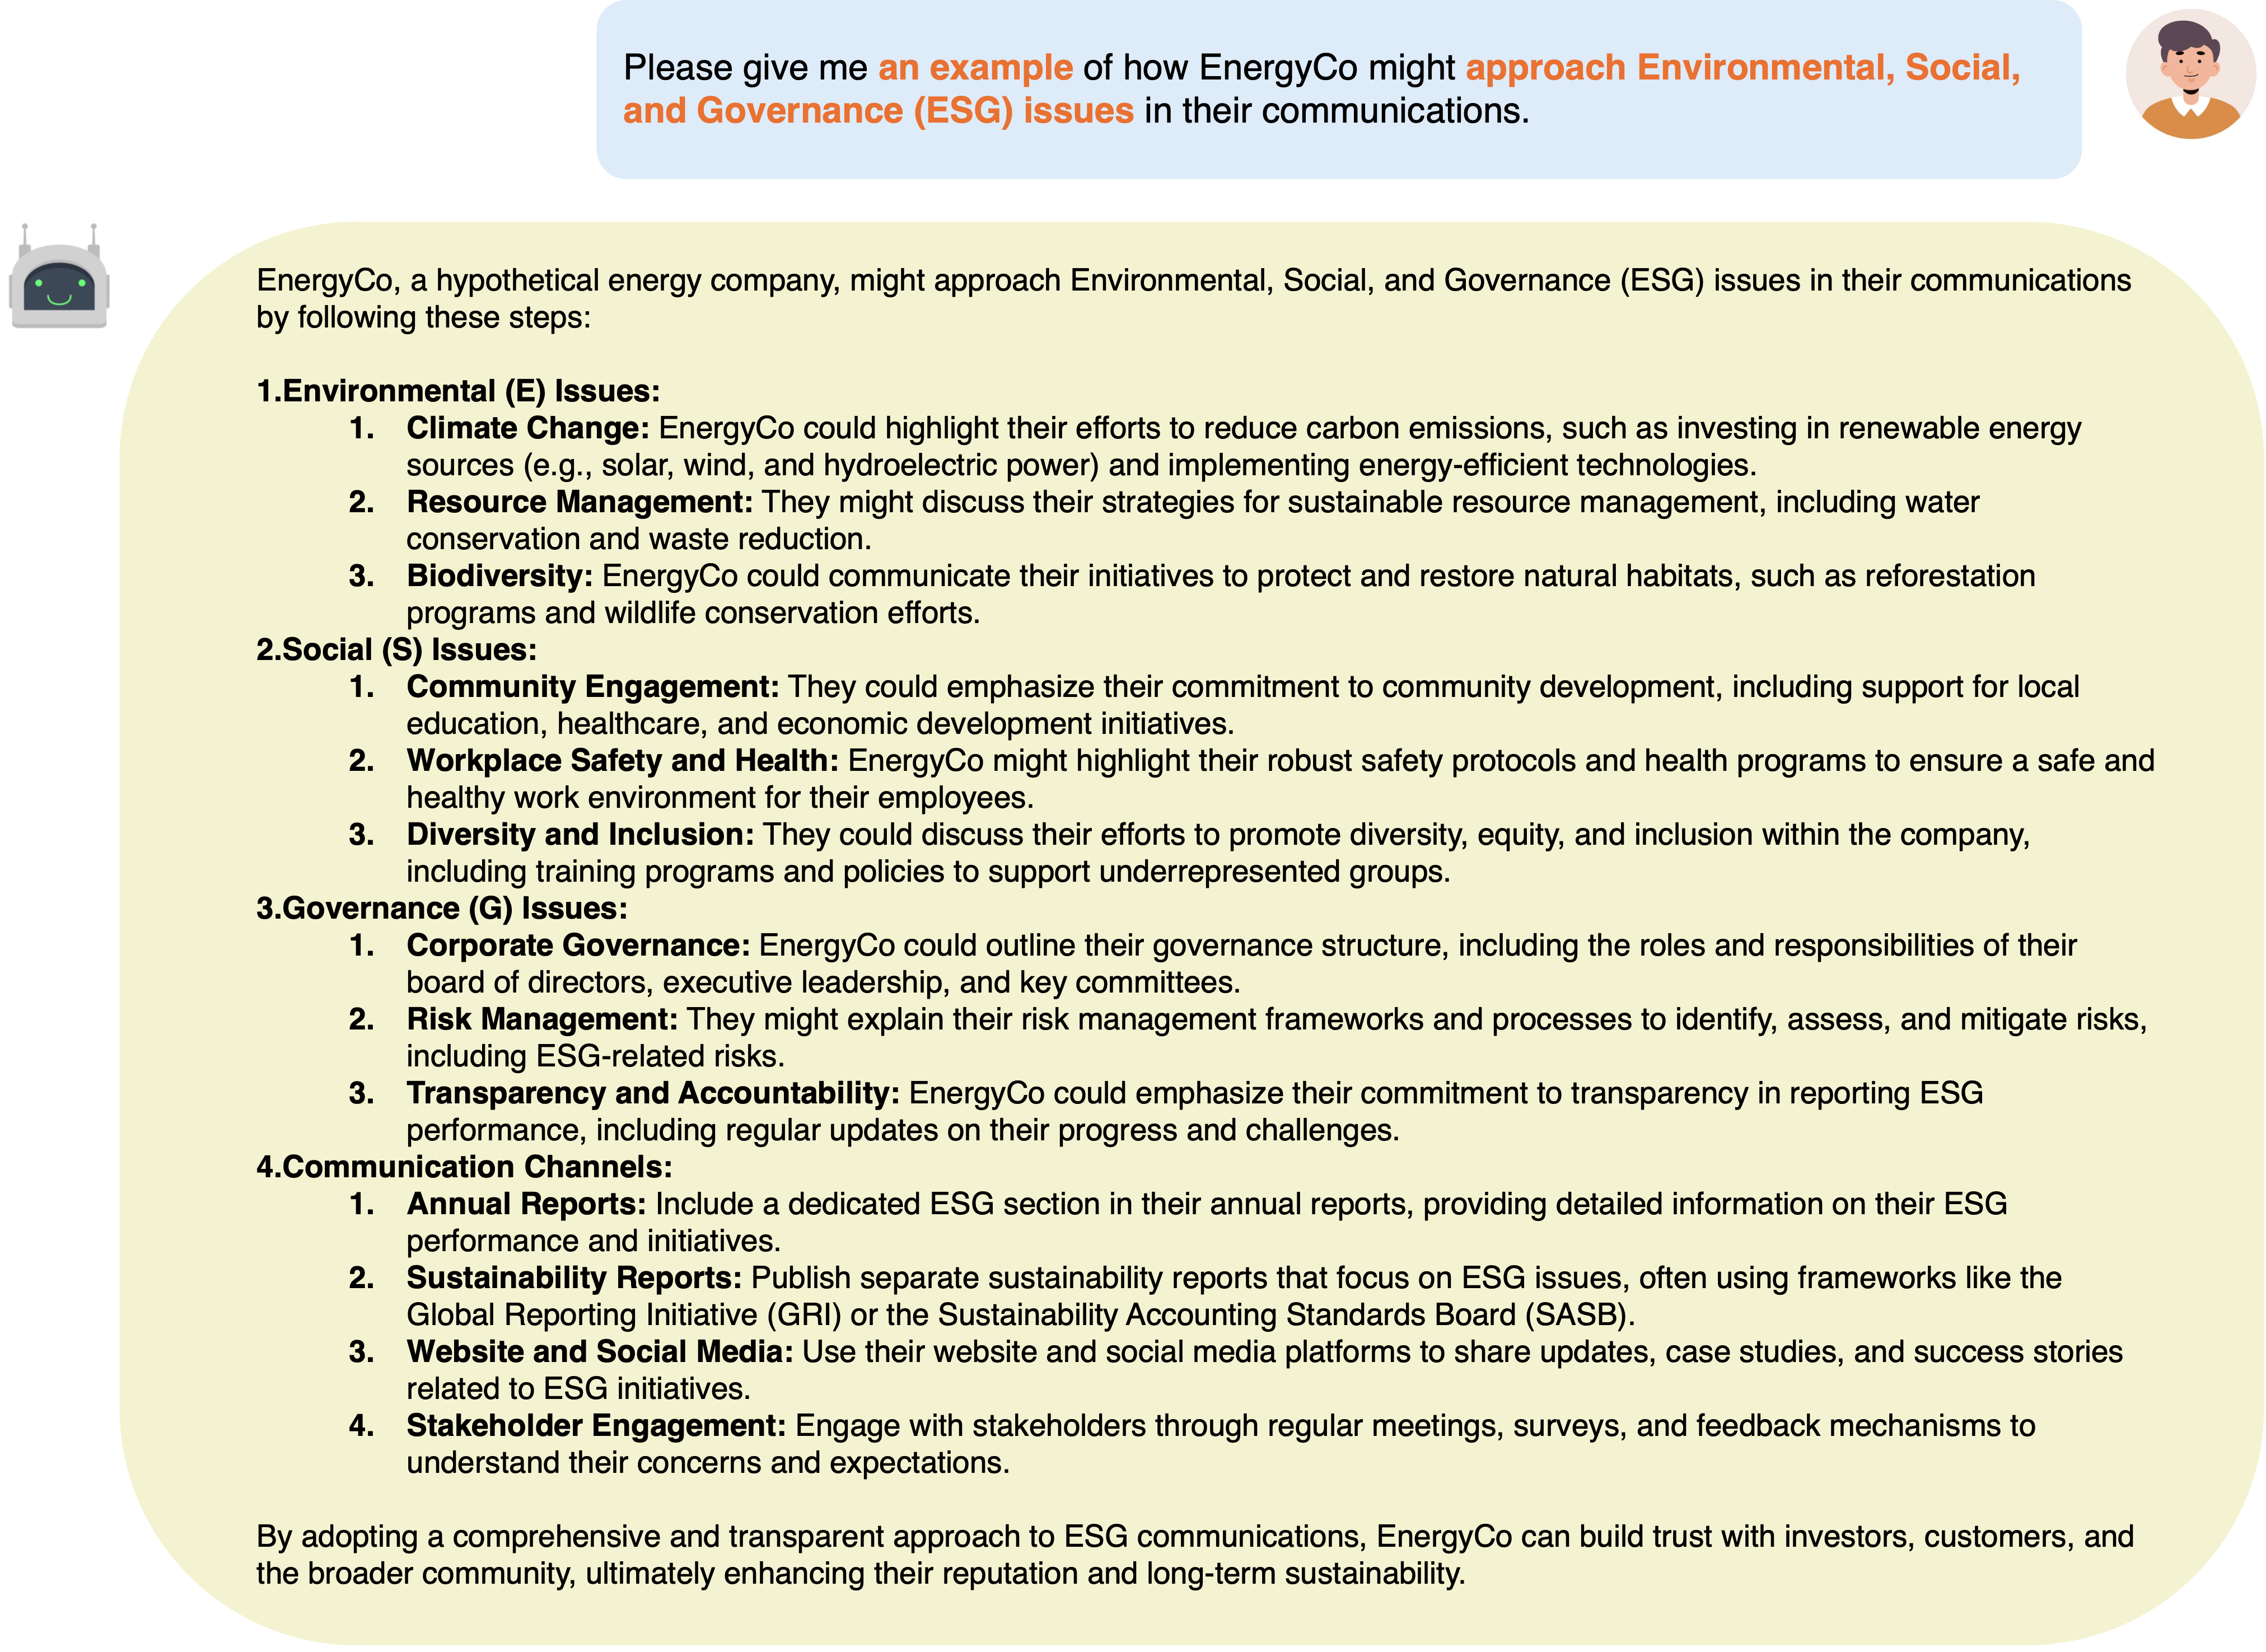 Please give me an example of how EnergyCo might approach Environmental, Social,
and Governance (ESG) issues in their communications.
EnergyCo, a hypothetical energy company, might approach Environmental, Social, and Governance (ESG) issues in their communications
by following these steps:
1.Environmental (E) Issues:
1. Climate Change: EnergyCo could highlight their efforts to reduce carbon emissions, such as investing in renewable energy
sources (e.g., solar, wind, and hydroelectric power) and implementing energy-efficient technologies.
2. Resource Management: They might discuss their strategies for sustainable resource management, including water
conservation and waste reduction.
3. Biodiversity: EnergyCo could communicate their initiatives to protect and restore natural habitats, such as reforestation
programs and wildlife conservation efforts.
2.Social (S) Issues:
1. Community Engagement: They could emphasize their commitment to community development, including support for local
education, healthcare, and economic development initiatives.
2. Workplace Safety and Health: EnergyCo might highlight their robust safety protocols and health programs to ensure a safe and
healthy work environment for their employees.
3. Diversity and Inclusion: They could discuss their efforts to promote diversity, equity, and inclusion within the company,
including training programs and policies to support underrepresented groups.
3.Governance (G) Issues:
1. Corporate Governance: EnergyCo could outline their governance structure, including the roles and responsibilities of their
board of directors, executive leadership, and key committees.
2. Risk Management: They might explain their risk management frameworks and processes to identify, assess, and mitigate risks,
including ESG-related risks.
3. Transparency and Accountability: EnergyCo could emphasize their commitment to transparency in reporting ESG
performance, including regular updates on their progress and challenges.
4.Communication Channels:
1. Annual Reports: Include a dedicated ESG section in their annual reports, providing detailed information on their ESG
performance and initiatives.
2. Sustainability Reports: Publish separate sustainability reports that focus on ESG issues, often using frameworks like the
Global Reporting Initiative (GRI) or the Sustainability Accounting Standards Board (SASB).
3. Website and Social Media: Use their website and social media platforms to share updates, case studies, and success stories
related to ESG initiatives.
4. Stakeholder Engagement: Engage with stakeholders through regular meetings, surveys, and feedback mechanisms to
understand their concerns and expectations.
By adopting a comprehensive and transparent approach to ESG communications, EnergyCo can build trust with investors, customers, and
the broader community, ultimately enhancing their reputation and long-term sustainability.